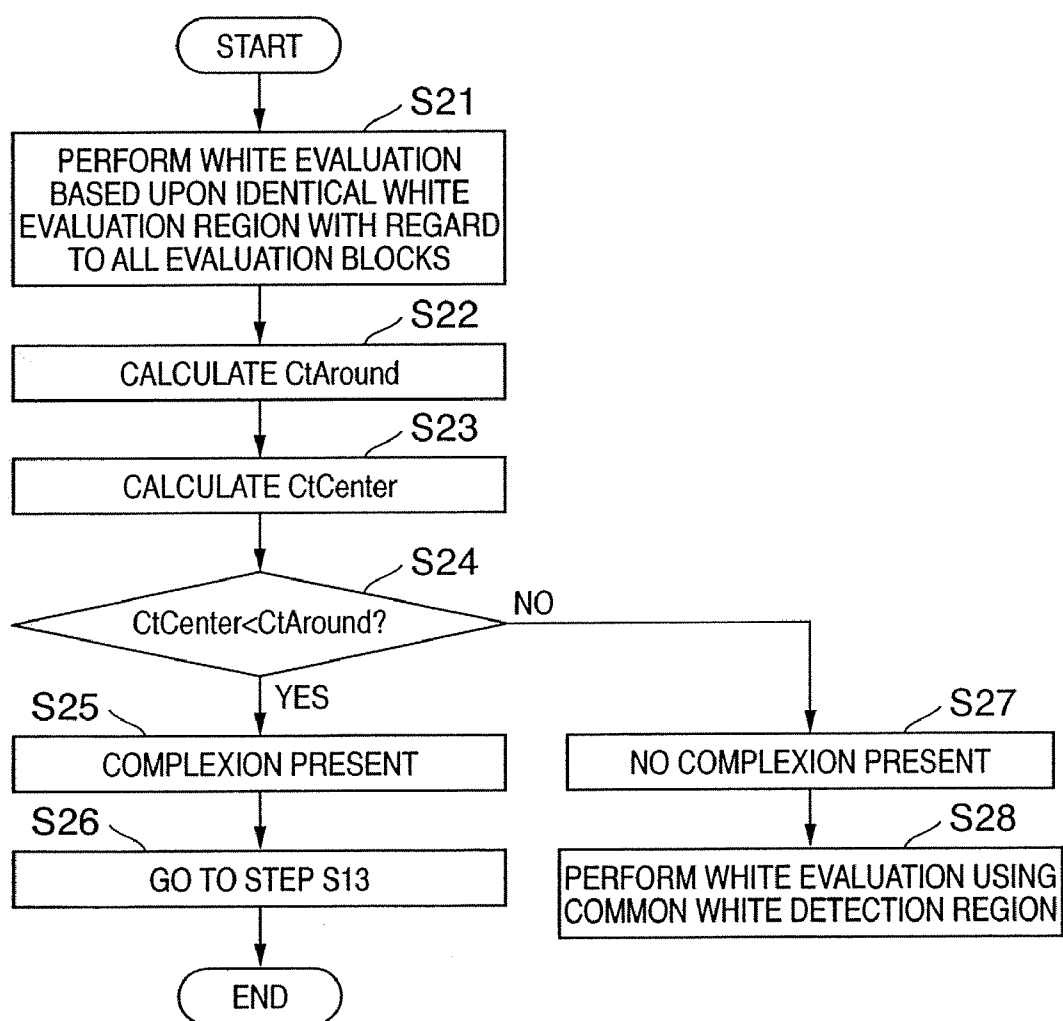 START
S21
PERFORM WHITE EVALUATION
BASED UPON IDENTICAL WHITE
EVALUATION REGION WITH REGARD
TO ALL EVALUATION BLOCKS
S22
CALCULATE CtAround
S23
CALCULATE CtCenter
S24
CtCenter<CtAround?
NO
YES
S25
COMPLEXION PRESENT
S27
NO COMPLEXION PRESENT
S26
GO TO STEP S13
S28
PERFORM WHITE EVALUATION USING
COMMON WHITE DETECTION REGION
END